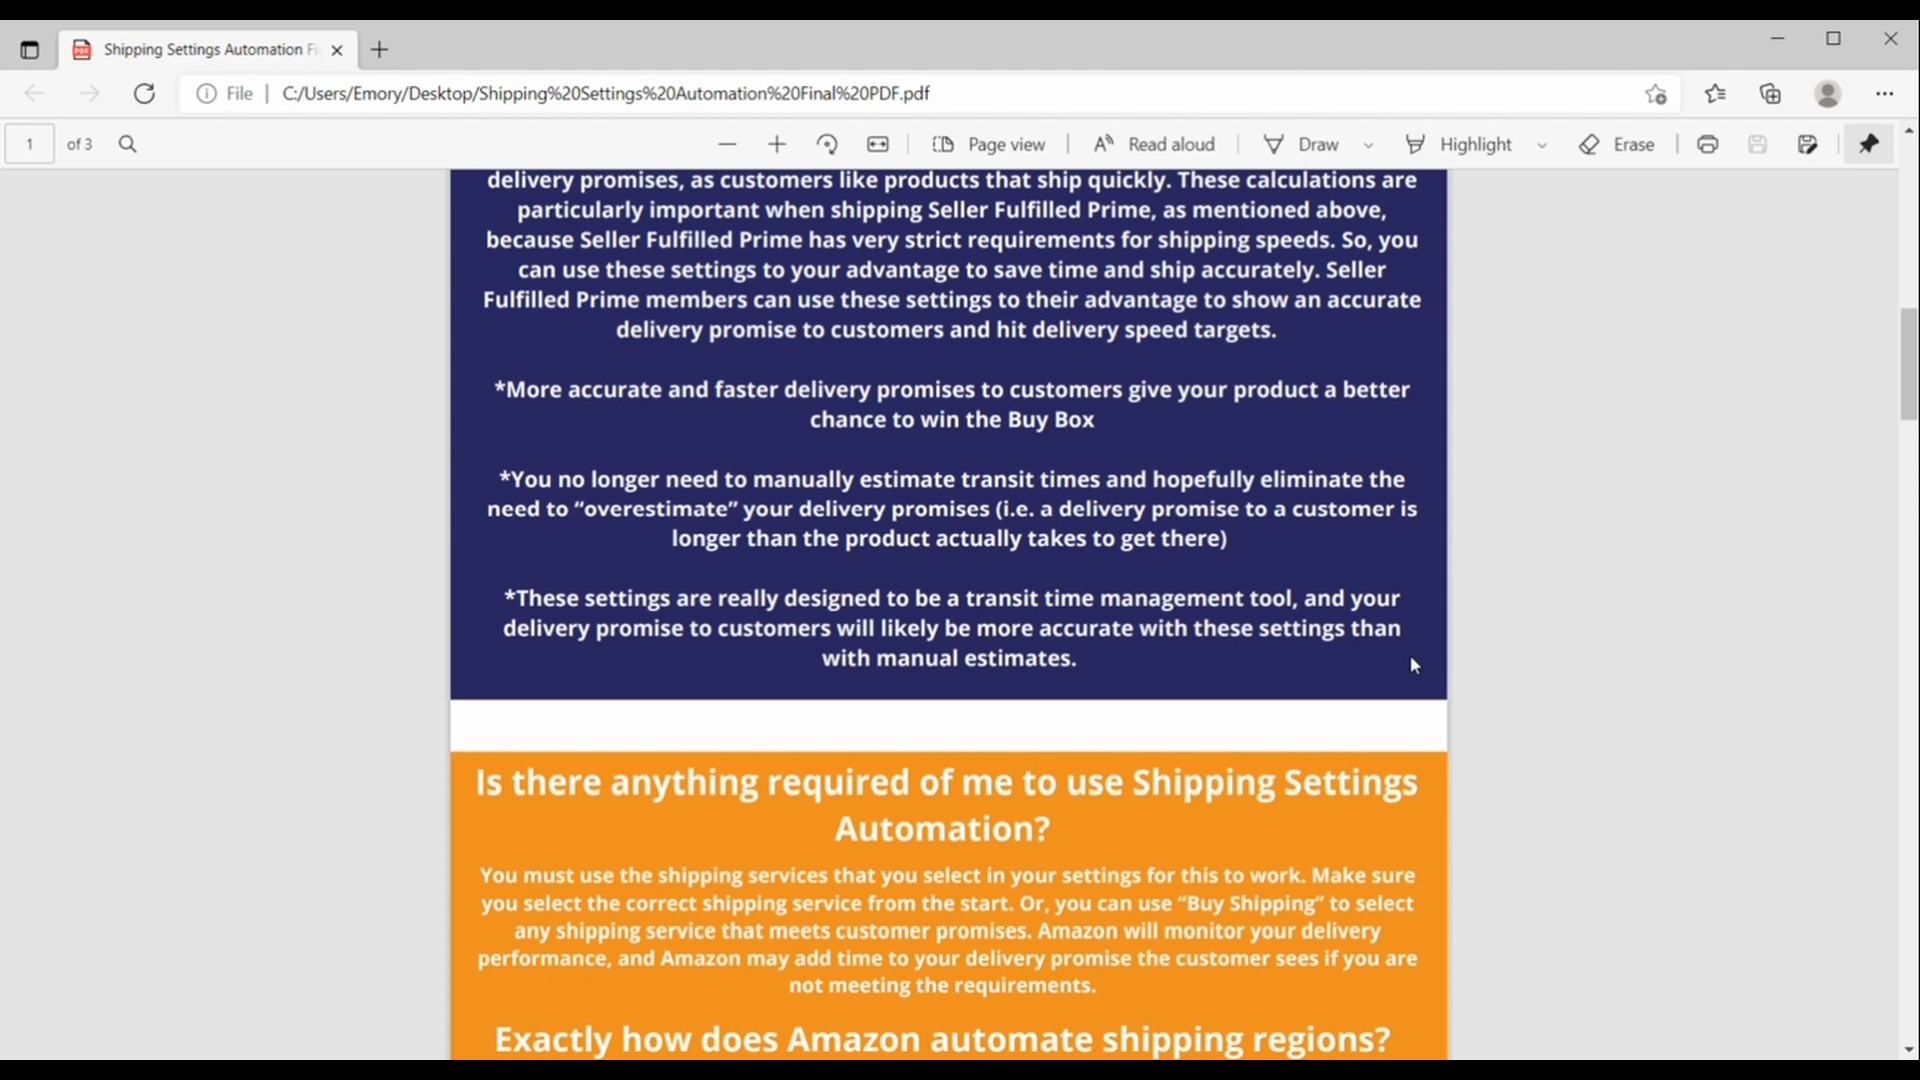 Shipping Settings Automation Fi
File
C:/Users/Emory/Desktop/Shipping%20Settings%20Automation%20Final%20PDF.pdf
1 of 3
Page view
Read aloud
Draw
Highlight
Erase
delivery promises, as customers like products that ship quickly. These calculations are
particularly important when shipping Seller Fulfilled Prime, as mentioned above,
because Seller Fulfilled Prime has very strict requirements for shipping speeds. So, you
can use these settings to your advantage to save time and ship accurately. Seller
Fulfilled Prime members can use these settings to their advantage to show an accurate
delivery promise to customers and hit delivery speed targets.
*More accurate and faster delivery promises to customers give your product a better
chance to win the Buy Box
*You no longer need to manually estimate transit times and hopefully eliminate the
need to “overestimate” your delivery promises (i.e. a delivery promise to a customer is
longer than the product actually takes to get there)
*These settings are really designed to be a transit time management tool, and your
delivery promise to customers will likely be more accurate with these settings than
with manual estimates.
Is there anything required of me to use Shipping Settings
Automation?
You must use the shipping services that you select in your settings for this to work. Make sure
you select the correct shipping service from the start. Or, you can use “Buy Shipping” to select
any shipping service that meets customer promises. Amazon will monitor your delivery
performance, and Amazon may add time to your delivery promise the customer sees if you are
not meeting the requirements.
Exactly how does Amazon automate shipping regions?